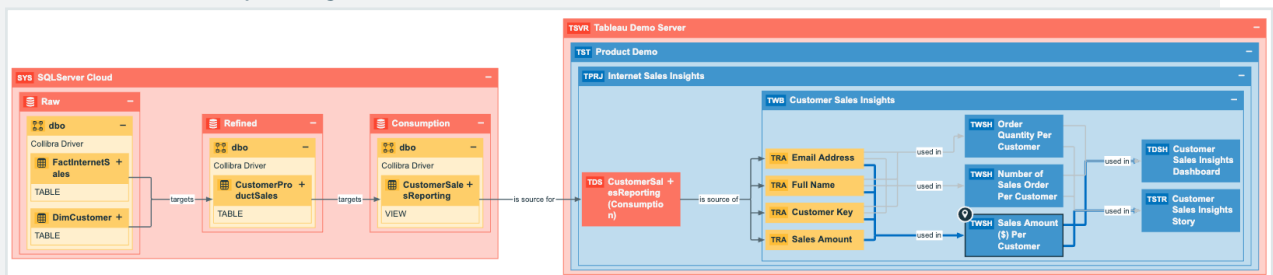 TSVR Tableau Demo Server
TST Product Demo
TPRJ Internet Sales Insights
SYS SQLServer Cloud
Raw
dbo
Collibra Driver
FactInternetS
ales
TABLE
DimCustomer
TABLE
targets
Refined
dbo
Collibra Driver
CustomerPro
ductSales
TABLE
targets
Consumption
dbo
Collibra Driver
CustomerSale
sReporting
VIEW
is source for
TDS CustomerSal
esReporting
(Consumptio
n)
is source of
TWB Customer Sales Insights
TRA Email Address
TRA Full Name
TRA Customer Key
TRA Sales Amount
used in
used in
used in
TWSH Order
Quantity Per
Customer
TWSH Number of
Sales Order
Per Customer
TWSH Sales Amount
($) Per
Customer
used in
used in
TDSH Customer
Sales Insights
Dashboard
TSTR Customer
Sales Insights
Story